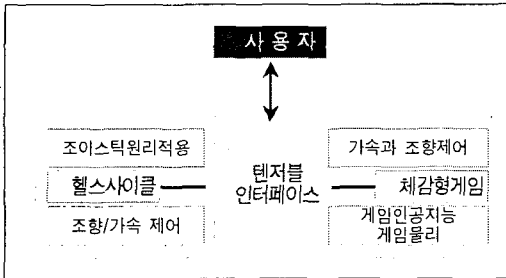 사용자
조이스틱원리적용
가속과 조향제어
헬스사이클
텐저블
인터페이스
체감형게임
조향/가속 제어
게임인공지능
게임물리